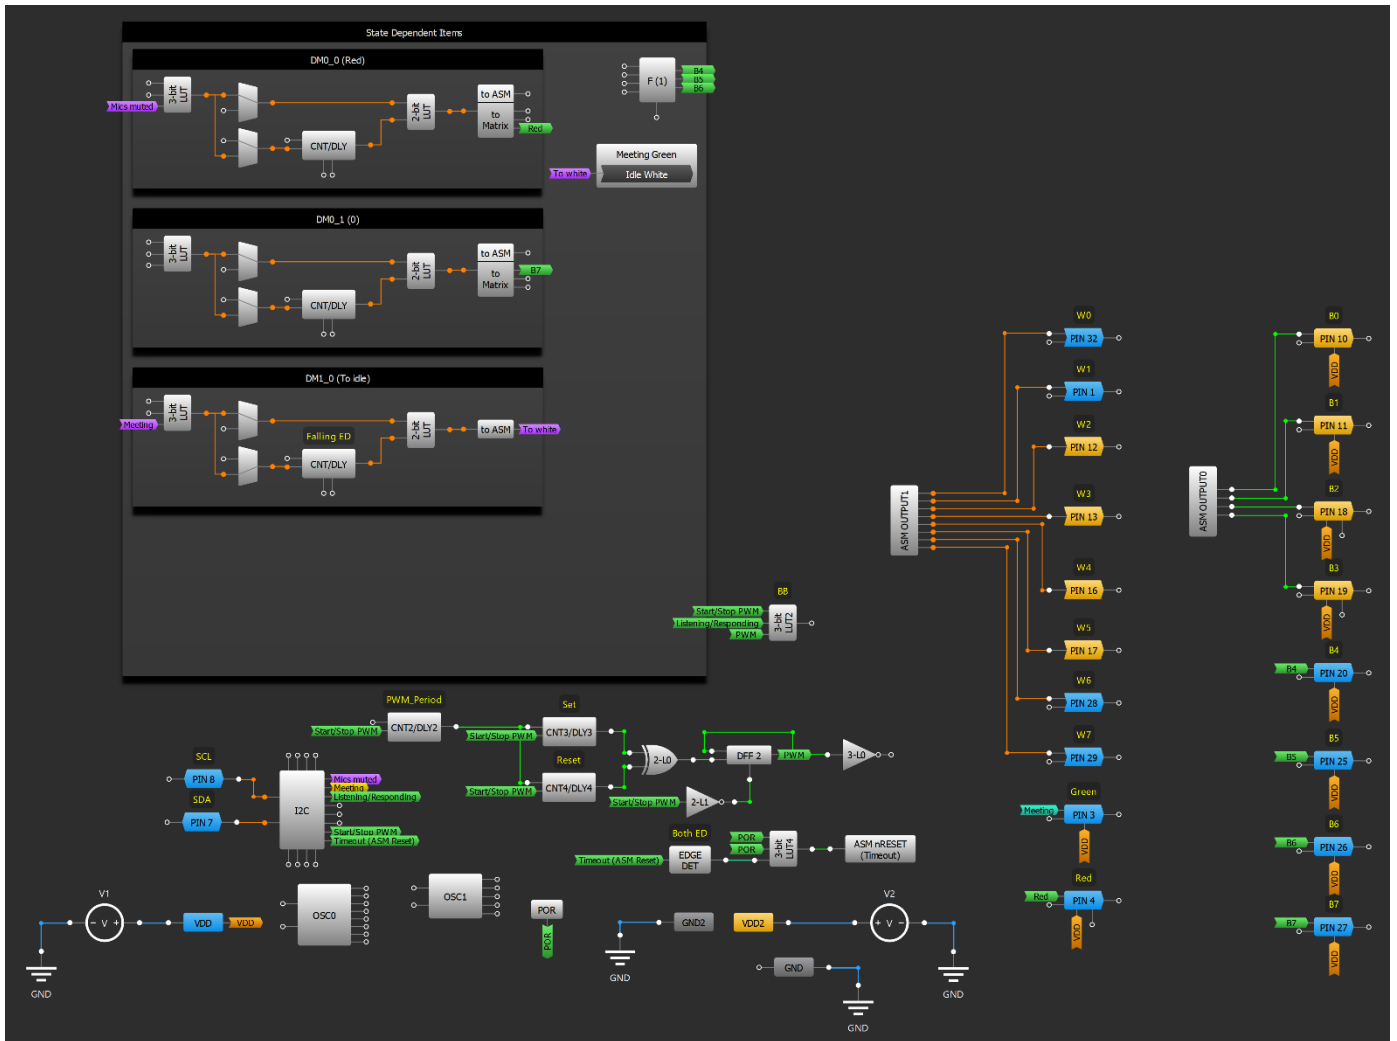 State Dependent Items
DM0_0 (Red)
Mics muted
3-bit LUT
CNT/DLY
2-bit LUT
to ASM
to Matrix
Red
F (1)
B4
B5
B6
To white
Meeting Green
Idle White
DM0_1 (0)
3-bit LUT
CNT/DLY
2-bit LUT
to ASM
to Matrix
B7
DM1_0 (To idle)
Meeting
3-bit LUT
Falling ED
CNT/DLY
2-bit LUT
to ASM
To white
BB
Start/Stop PWM
Listening/Responding
PWM
3-bit LUT2
ASM OUTPUT1
W0
PIN 32
W1
PIN 1
W2
PIN 12
W3
PIN 13
W4
PIN 16
W5
PIN 17
W6
PIN 28
W7
PIN 29
Green
Meeting
PIN 3
VDD
Red
Red
PIN 4
VDD
ASM OUTPUT0
B0
PIN 10
VDD
B1
PIN 11
VDD
B2
PIN 18
VDD
B3
PIN 19
VDD
B4
B4
PIN 20
VDD
B5
B5
PIN 25
VDD
B6
B6
PIN 26
VDD
B7
B7
PIN 27
VDD
PWM_Period
Start/Stop PWM
CNT2/DLY2
Set
Start/Stop PWM
CNT3/DLY3
Reset
Start/Stop PWM
CNT4/DLY4
2-L0
DFF 2
PWM
3-L0
Start/Stop PWM
2-L1
SCL
PIN 8
SDA
PIN 7
I2C
Mics muted
Meeting
Listening/Responding
Start/Stop PWM
Timeout (ASM Reset)
Both ED
Timeout (ASM Reset)
EDGE DET
POR
POR
3-bit LUT4
ASM nRESET (Timeout)
V1
- V +
GND
VDD
VDD
OSC0
OSC1
POR
POR
GND
GND2
VDD2
V2
+ V -
GND
GND
GND